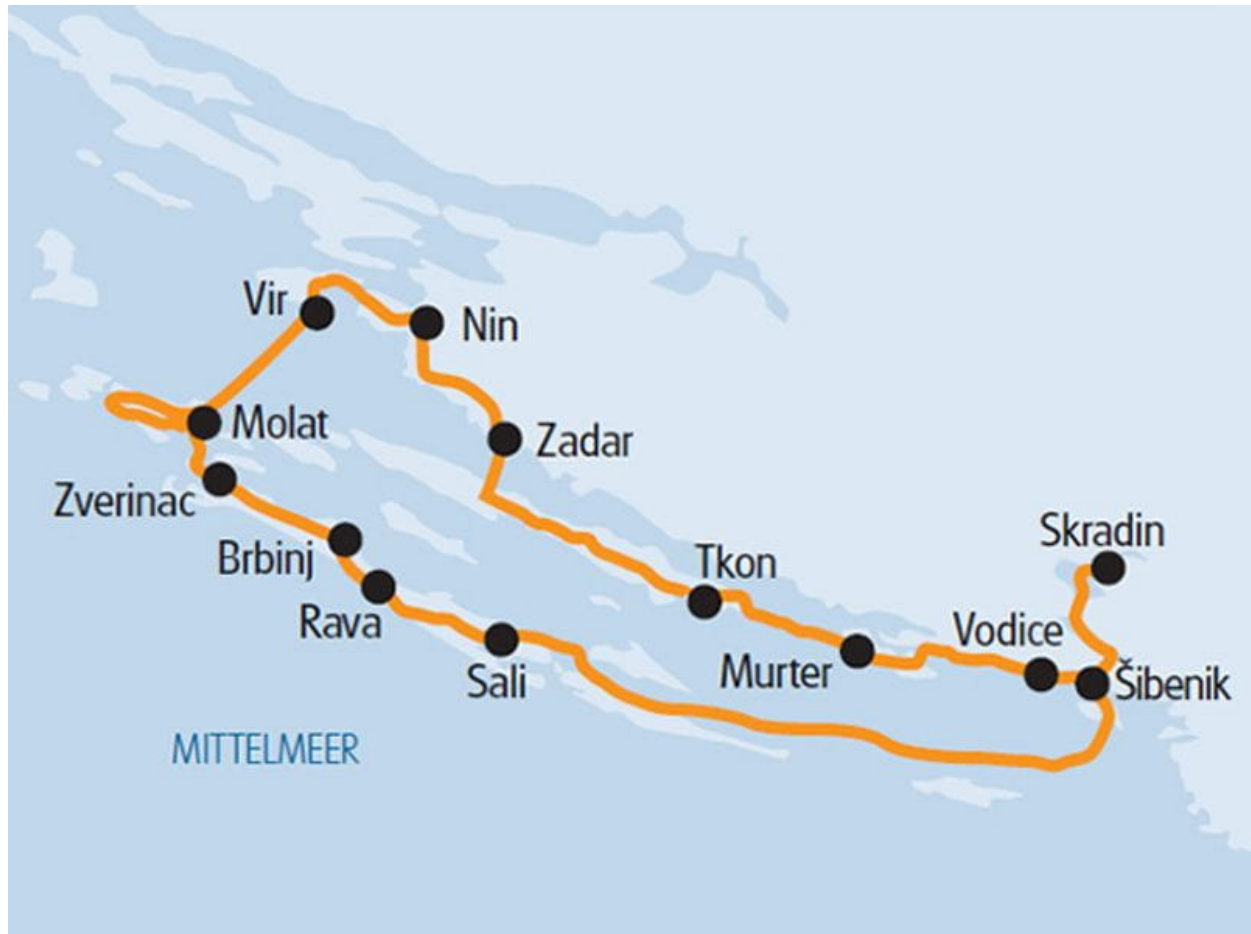 Vir
Nin
Molat
Zadar
Zverinac
Skradin
Brbinj
Tkon
Rava
Vodice
Murter
Sali
Šibenik
MITTELMEER